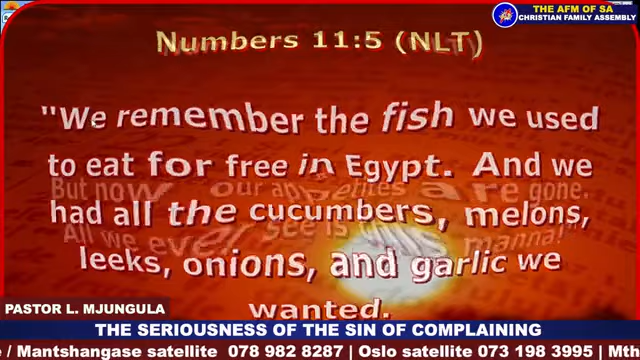 THE AFM OF SA
CHRISTIAN FAMILY ASSEMBLY
Numbers 11:5 (NLT)
"We remember the fish we used
to eat for free in Egypt. And we
But now our appetites are gone.
had all the cucumbers, melons,
All we ever see is this manna!"
leeks, onions, and garlic we
wanted.
PASTOR L. MJUNGULA
THE SERIOUSNESS OF THE SIN OF COMPLAINING
/ Mantshangase satellite 078 982 8287 | Oslo satellite 073 198 3995 | Mth